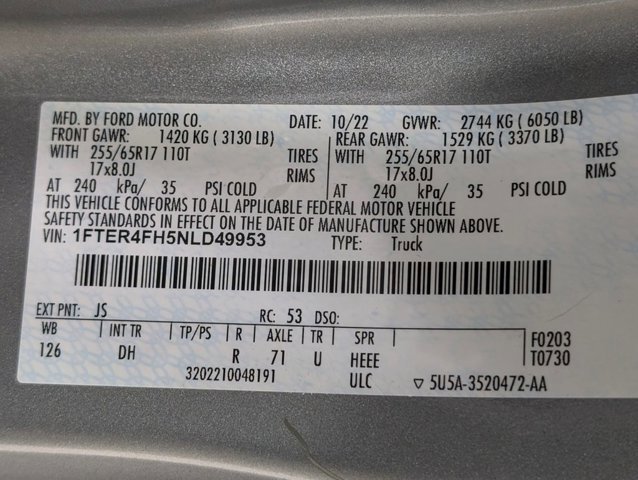 MFD. BY FORD MOTOR CO. DATE: 10/22 GVWR: 2744 KG ( 6050 LB)
FRONT GAWR: 1420 KG ( 3130 LB) REAR GAWR: 1529 KG ( 3370 LB)
WITH 255/65R17 110T TIRES WITH 255/65R17 110T TIRES
17x8.0J RIMS 17x8.0J RIMS
AT 240 kPa/ 35 PSI COLD AT 240 kPa/ 35 PSI COLD
THIS VEHICLE CONFORMS TO ALL APPLICABLE FEDERAL MOTOR VEHICLE
SAFETY STANDARDS IN EFFECT ON THE DATE OF MANUFACTURE SHOWN ABOVE.
VIN: 1FTER4FH5NLD49953 TYPE: Truck
EXT PNT: JS RC: 53 DSO:
WB INT TR TP/PS R AXLE TR SPR F0203
126 DH R 71 U HEEE T0730
3202210048191 ULC ▽ 5U5A-3520472-AA